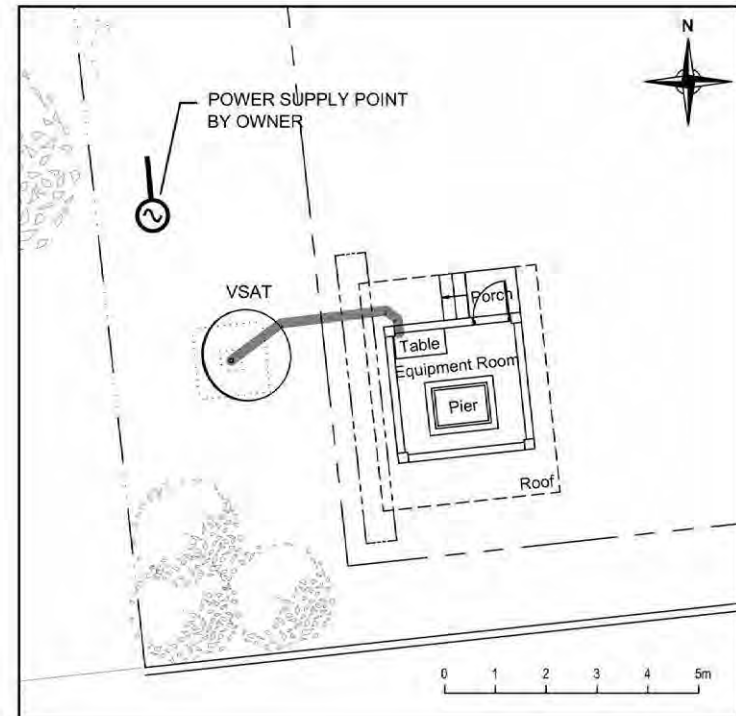 N
POWER SUPPLY POINT
BY OWNER
VSAT
Porch
Table
Equipment Room
Pier
Roof
0 1 2 3 4 5m